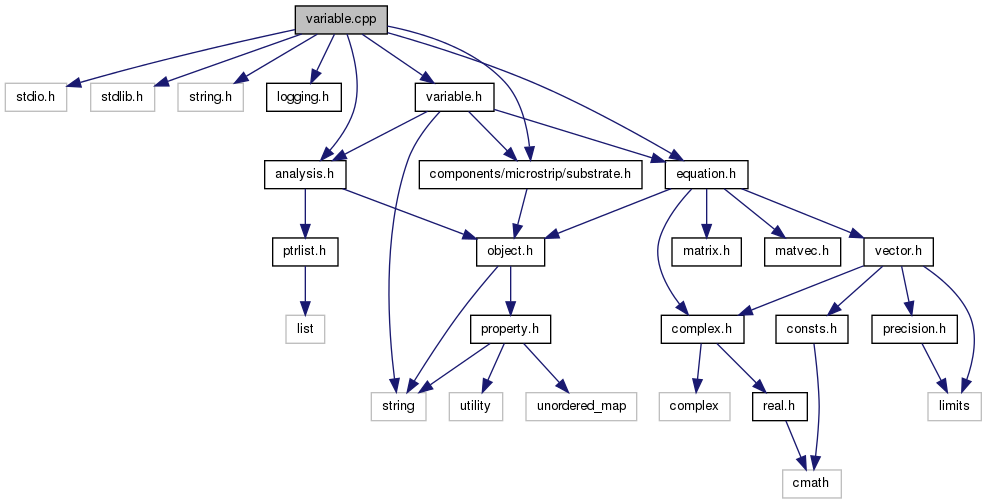 variable.cpp
stdio.h
stdlib.h
string.h
logging.h
variable.h
analysis.h
components/microstrip/substrate.h
equation.h
ptrlist.h
object.h
matrix.h
matvec.h
vector.h
list
property.h
complex.h
consts.h
precision.h
string
utility
unordered_map
complex
real.h
limits
cmath